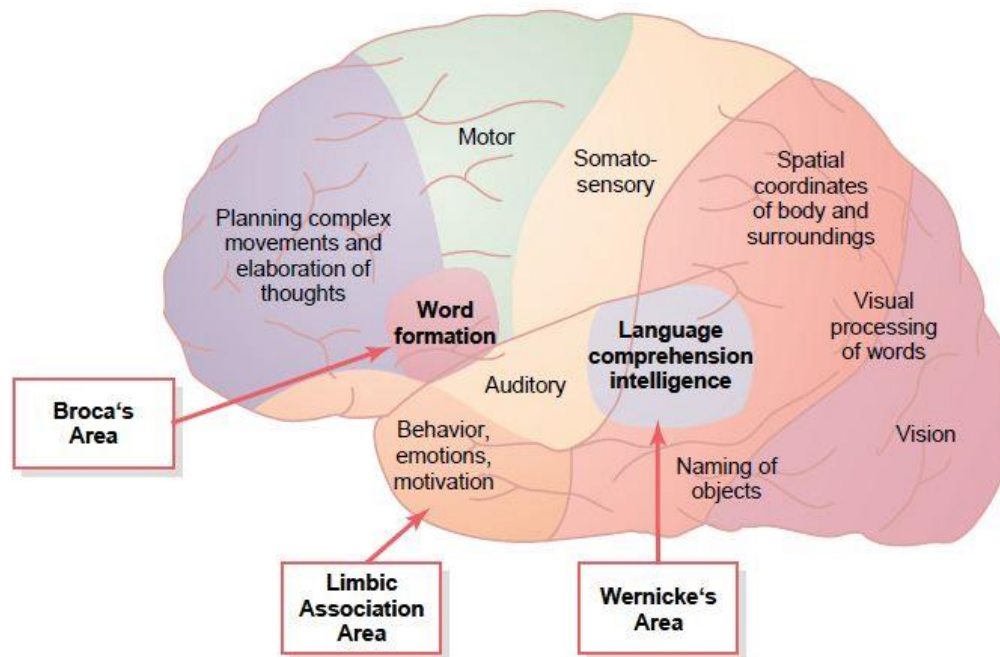 Motor
Somato-
sensory
Spatial
coordinates
of body and
surroundings
Planning complex
movements and
elaboration of
thoughts
Word
formation
Language
comprehension
intelligence
Visual
processing
of words
Auditory
Broca‘s
Area
Behavior,
emotions,
motivation
Vision
Naming of
objects
Limbic
Association
Area
Wernicke‘s
Area